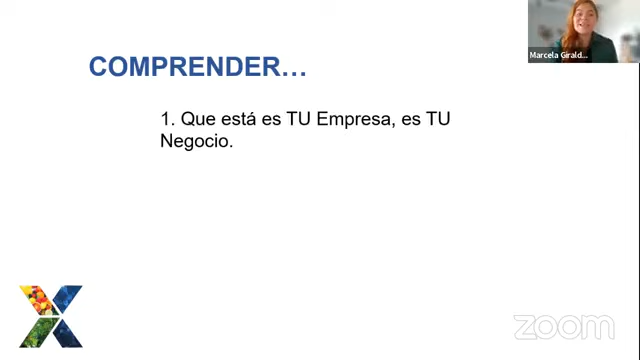 Marcela Girald...
COMPRENDER...
1. Que está es TU Empresa, es TU
Negocio.
zoom